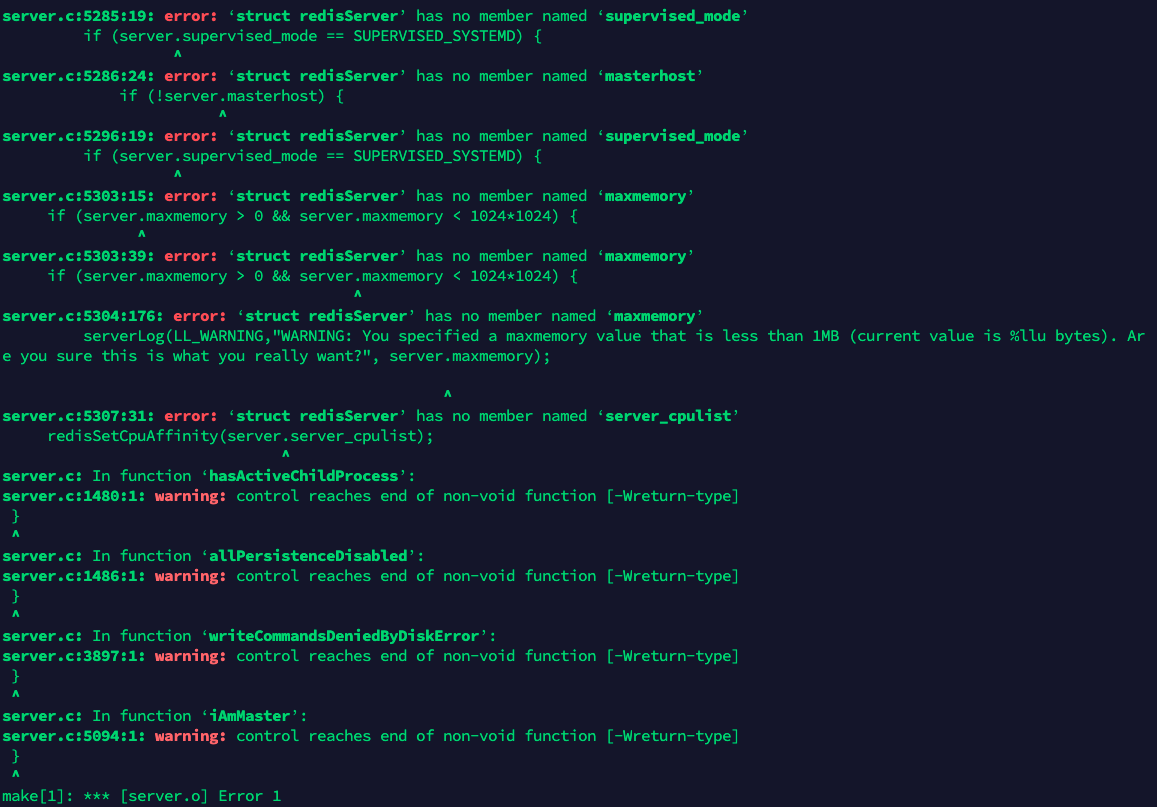 server.c:5285:19: error: ‘struct redisServer’ has no member named ‘supervised_mode’
if (server.supervised_mode == SUPERVISED_SYSTEMD) {
^
server.c:5286:24: error: ‘struct redisServer’ has no member named ‘masterhost’
if (!server.masterhost) {
^
server.c:5296:19: error: ‘struct redisServer’ has no member named ‘supervised_mode’
if (server.supervised_mode == SUPERVISED_SYSTEMD) {
^
server.c:5303:15: error: ‘struct redisServer’ has no member named ‘maxmemory’
if (server.maxmemory > 0 && server.maxmemory < 1024*1024) {
^
server.c:5303:39: error: ‘struct redisServer’ has no member named ‘maxmemory’
if (server.maxmemory > 0 && server.maxmemory < 1024*1024) {
^
server.c:5304:176: error: ‘struct redisServer’ has no member named ‘maxmemory’
serverLog(LL_WARNING,"WARNING: You specified a maxmemory value that is less than 1MB (current value is %llu bytes). Ar
e you sure this is what you really want?", server.maxmemory);
^
server.c:5307:31: error: ‘struct redisServer’ has no member named ‘server_cpulist’
redisSetCpuAffinity(server.server_cpulist);
^
server.c: In function ‘hasActiveChildProcess’:
server.c:1480:1: warning: control reaches end of non-void function [-Wreturn-type]
}
^
server.c: In function ‘allPersistenceDisabled’:
server.c:1486:1: warning: control reaches end of non-void function [-Wreturn-type]
}
^
server.c: In function ‘writeCommandsDeniedByDiskError’:
server.c:3897:1: warning: control reaches end of non-void function [-Wreturn-type]
}
^
server.c: In function ‘iAmMaster’:
server.c:5094:1: warning: control reaches end of non-void function [-Wreturn-type]
}
^
make[1]: *** [server.o] Error 1